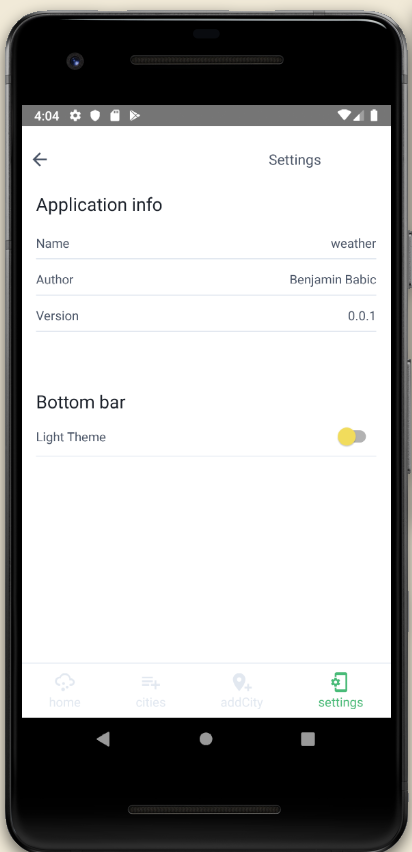 4:04
Settings
Application info
Name weather
Author Benjamin Babic
Version 0.0.1
Bottom bar
Light Theme
home cities addCity settings